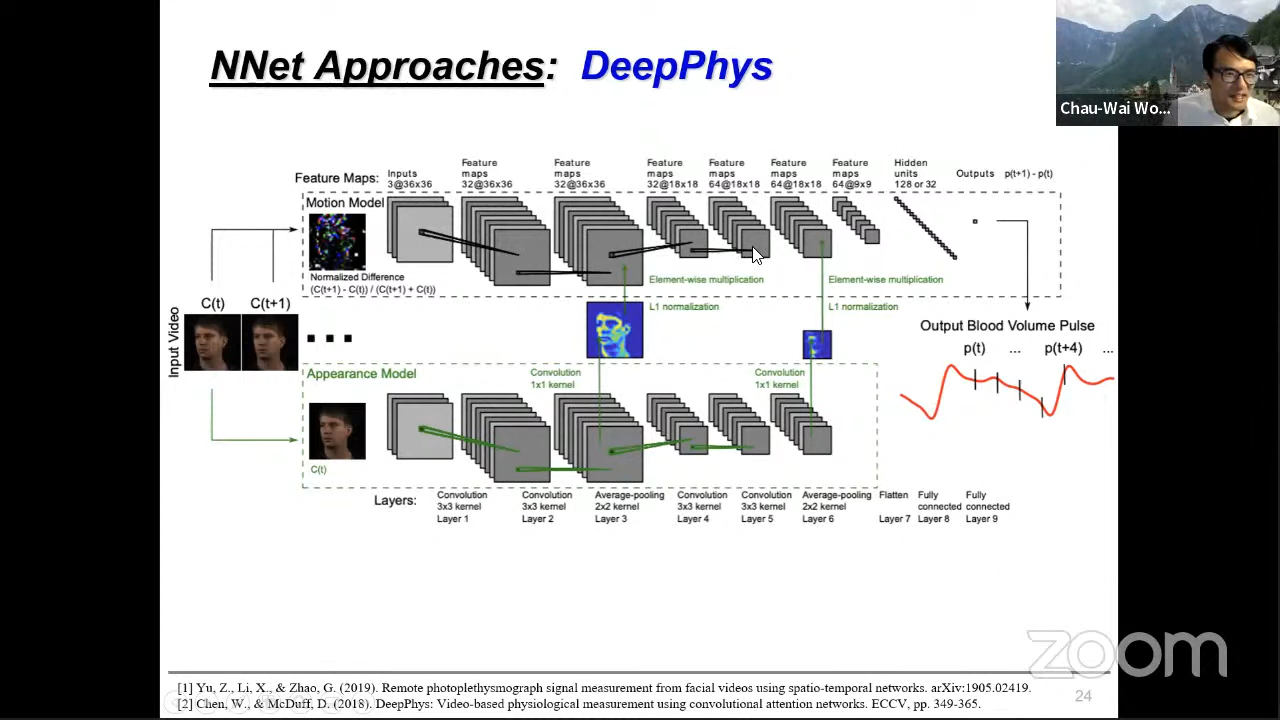 NNet Approaches: DeepPhys
Chau-Wai Wo...
Feature Maps:
Inputs
3@36x36
Feature
maps
32@36x36
Feature
maps
32@36x36
Feature
maps
32@18x18
Feature
maps
64@18x18
Feature
maps
64@18x18
Feature
maps
64@9x9
Hidden
units
128 or 32
Outputs
p(t+1) - p(t)
Motion Model
Normalized Difference
(C(t+1) - C(t)) / (C(t+1) + C(t))
Element-wise multiplication
Element-wise multiplication
L1 normalization
L1 normalization
Input Video
C(t)
C(t+1)
Output Blood Volume Pulse
p(t)
...
p(t+4)
...
Appearance Model
Convolution
1x1 kernel
Convolution
1x1 kernel
C(t)
Layers:
Convolution
3x3 kernel
Layer 1
Convolution
3x3 kernel
Layer 2
Average-pooling
2x2 kernel
Layer 3
Convolution
3x3 kernel
Layer 4
Convolution
3x3 kernel
Layer 5
Average-pooling
2x2 kernel
Layer 6
Flatten
Layer 7
Fully
connected
Layer 8
Fully
connected
Layer 9
zoom
[1] Yu, Z., Li, X., & Zhao, G. (2019). Remote photoplethysmograph signal measurement from facial videos using spatio-temporal networks. arXiv:1905.02419.
[2] Chen, W., & McDuff, D. (2018). DeepPhys: Video-based physiological measurement using convolutional attention networks. ECCV, pp. 349-365.
24